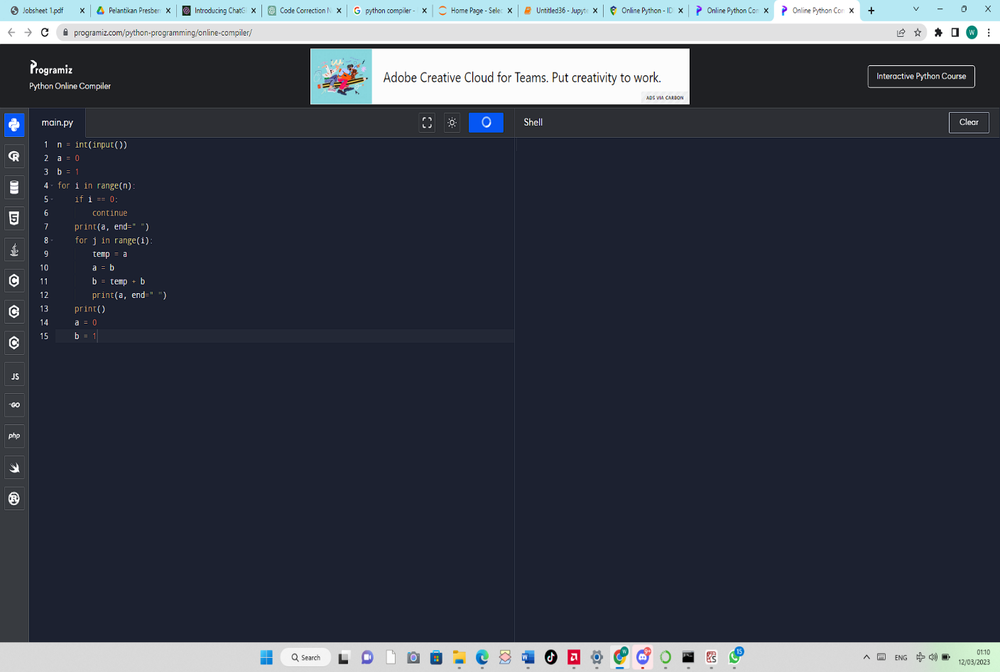 Jobsheet 1.pdf
Pelantikan Presben
Introducing ChatG
Code Correction N
python compiler -
Home Page - Selec
Untitled36 - Jupyte
Online Python - ID
Online Python Con
Online Python Con
programiz.com/python-programming/online-compiler/
W
Programiz
Python Online Compiler
Adobe Creative Cloud for Teams. Put creativity to work.
ADS VIA CARBON
Interactive Python Course
main.py
Shell
Clear
1 n = int(input())
2 a = 0
3 b = 1
4 for i in range(n):
5 if i == 0:
6 continue
7 print(a, end=" ")
8 for j in range(i):
9 temp = a
10 a = b
11 b = temp + b
12 print(a, end=" ")
13 print()
14 a = 0
15 b = 1
JS
GO
php
Search
W
9+
15
ENG
01:10
12/03/2023